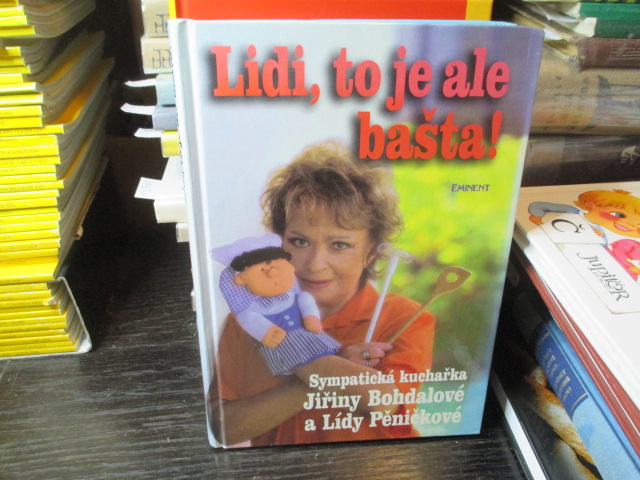 Lidi, to je ale
bašta!
EMINENT
Sympatická kuchařka
Jiřiny Bohdalové
a Lídy Pěničkové
Č
Jupiter